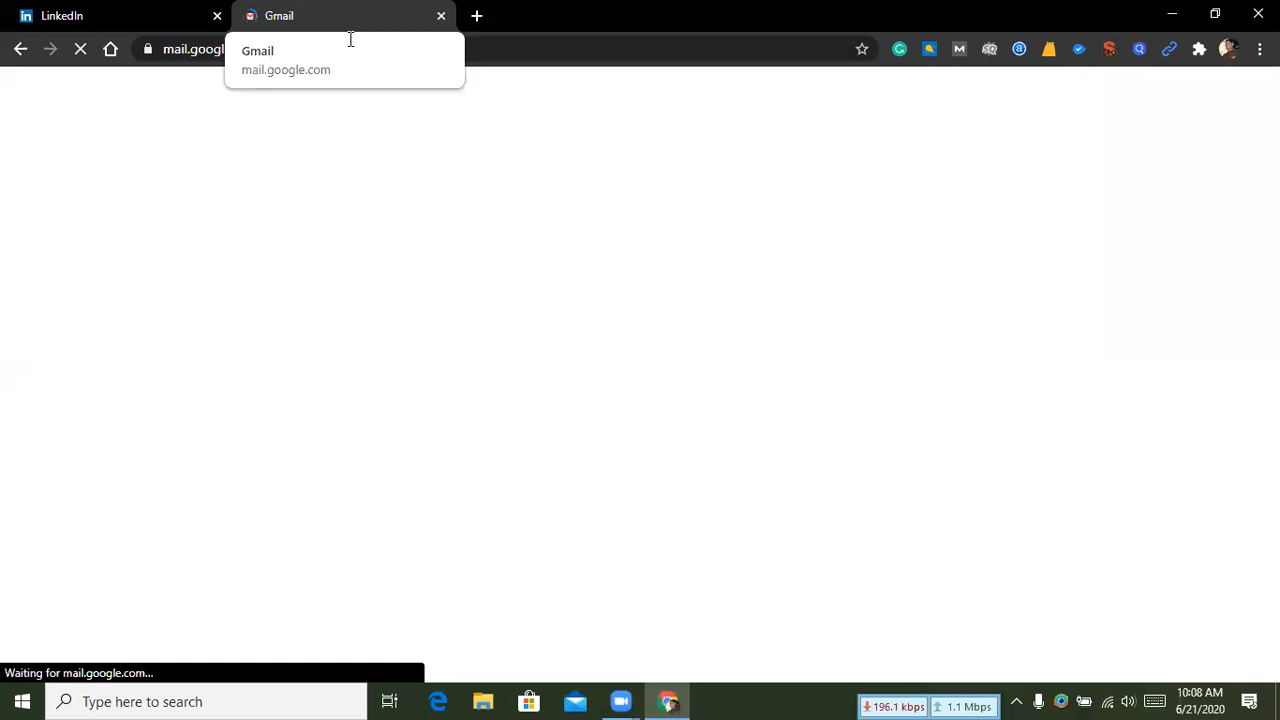 LinkedIn
Gmail
mail.googl
Gmail
mail.google.com
Waiting for mail.google.com...
Type here to search
196.1 kbps
1.1 Mbps
10:08 AM
6/21/2020